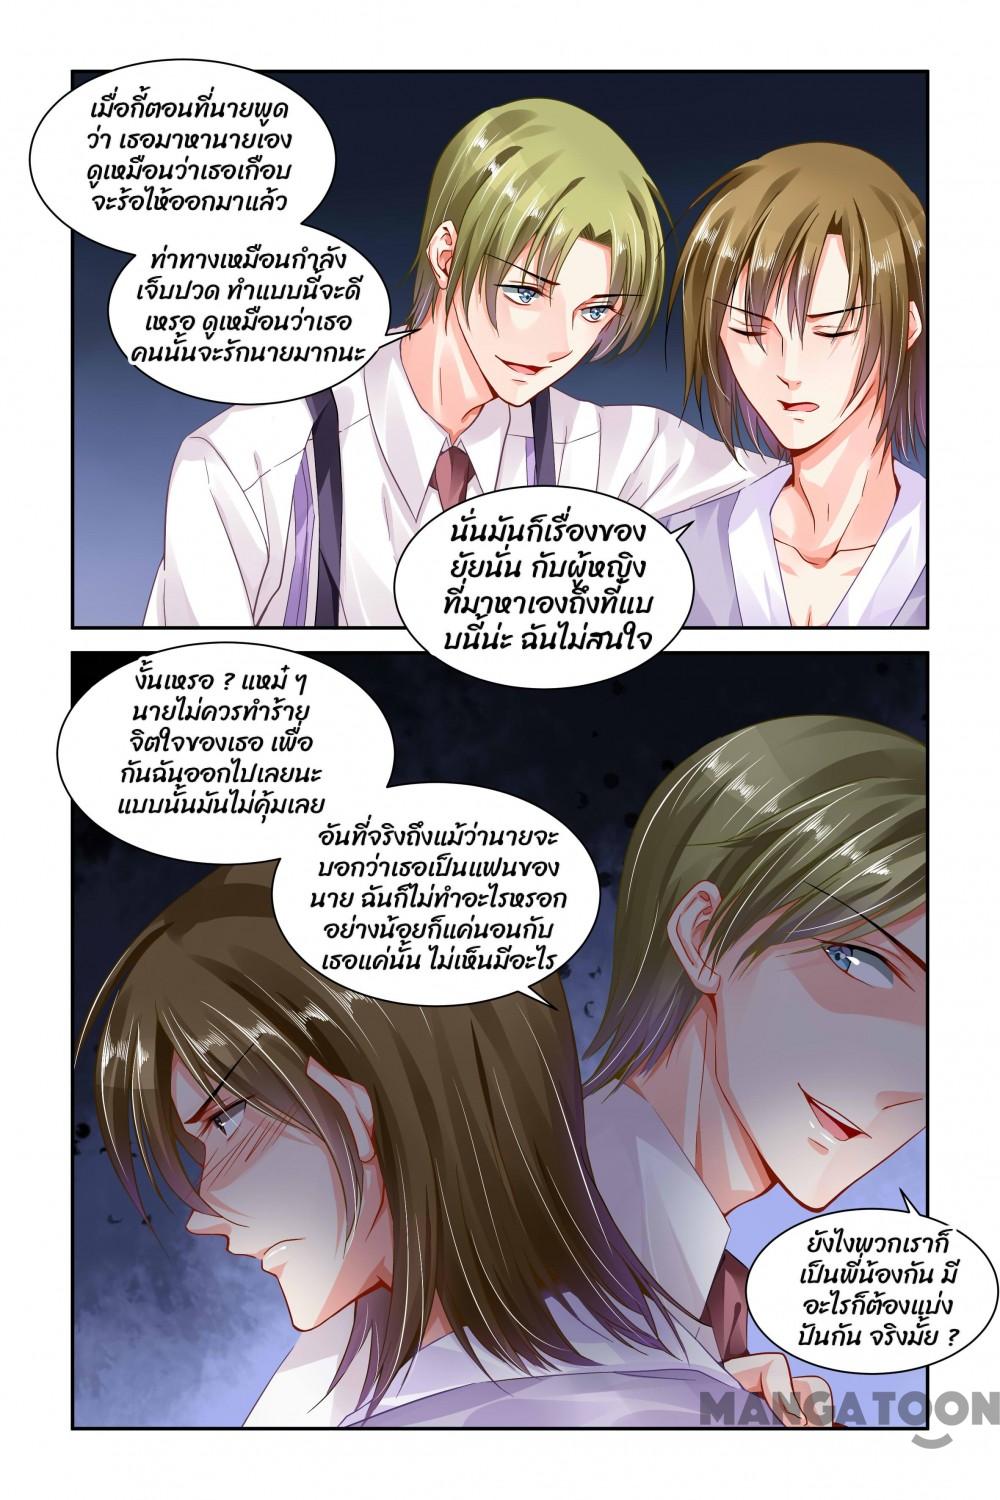 เมื่อกี้ตอนที่นายพูด
ว่า เธอมาหานายเอง
ดูเหมือนว่าเธอเกือบ
จะร้อไห้ออกมาแล้ว
ท่าทางเหมือนกำลัง
เจ็บปวด ทำแบบนี้จะดี
เหรอ ดูเหมือนว่าเธอ
คนนั้นจะรักนายมากนะ
นั่นมันก็เรื่องของ
ยัยนั่น กับผู้หญิง
ที่มาหาเองถึงที่แบ
บนี้น่ะ ฉันไม่สนใจ
งั้นเหรอ ? แหม๋ ๆ
นายไม่ควรทำร้าย
จิตใจของเธอ เพื่อ
กันฉันออกไปเลยนะ
แบบนั้นมันไม่คุ้มเลย
อันที่จริงถึงแม้ว่านายจะ
บอกว่าเธอเป็นแฟนของ
นาย ฉันก็ไม่ทำอะไรหรอก
อย่างน้อยก็แค่นอนกับ
เธอแค่นั้น ไม่เห็นมีอะไร
ยังไงพวกเราก็
เป็นพี่น้องกัน มี
อะไรก็ต้องแบ่ง
ปันกัน จริงมั้ย ?
MANGATOON